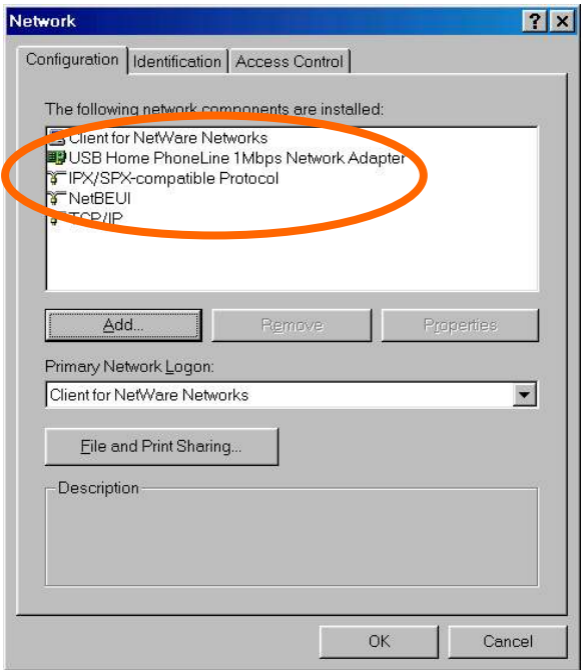 Network
? ×
Configuration Identification Access Control
The following network components are installed:
Client for NetWare Networks
USB Home PhoneLine 1Mbps Network Adapter
IPX/SPX-compatible Protocol
NetBEUI
TCP/IP
Add... Remove Properties
Primary Network Logon:
Client for NetWare Networks
File and Print Sharing...
Description
OK Cancel